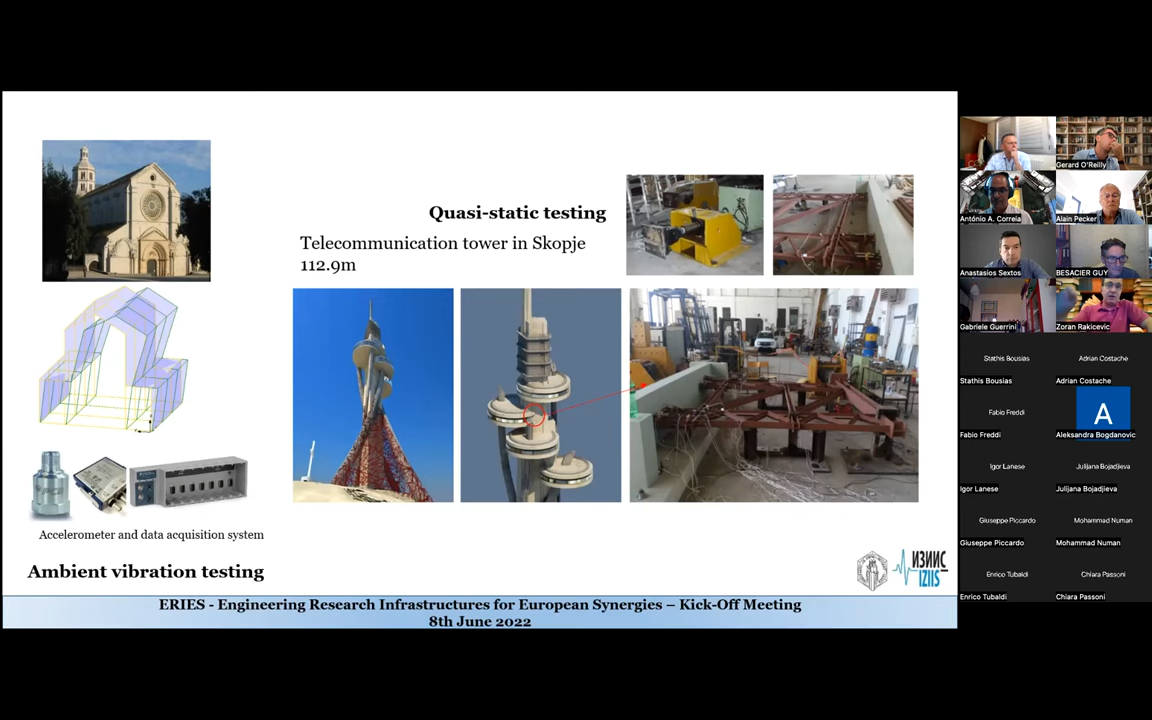 Quasi-static testing
Telecommunication tower in Skopje
112.9m
Accelerometer and data acquisition system
Ambient vibration testing
ИЗИИС
IZIIS
ERIES - Engineering Research Infrastructures for European Synergies – Kick-Off Meeting
8th June 2022
Gerard O'Reilly
António A. Correia
Alain Pecker
Anastasios Sextos
BESACIER GUY
Gabriele Guerrini
Zoran Rakicevic
Stathis Bousias
Adrian Costache
Stathis Bousias
Adrian Costache
Fabio Freddi
A
Fabio Freddi
Aleksandra Bogdanovic
Igor Lanese
Julijana Bojadjieva
Igor Lanese
Julijana Bojadjieva
Giuseppe Piccardo
Mohammad Numan
Giuseppe Piccardo
Mohammad Numan
Enrico Tubaldi
Chiara Passoni
Enrico Tubaldi
Chiara Passoni